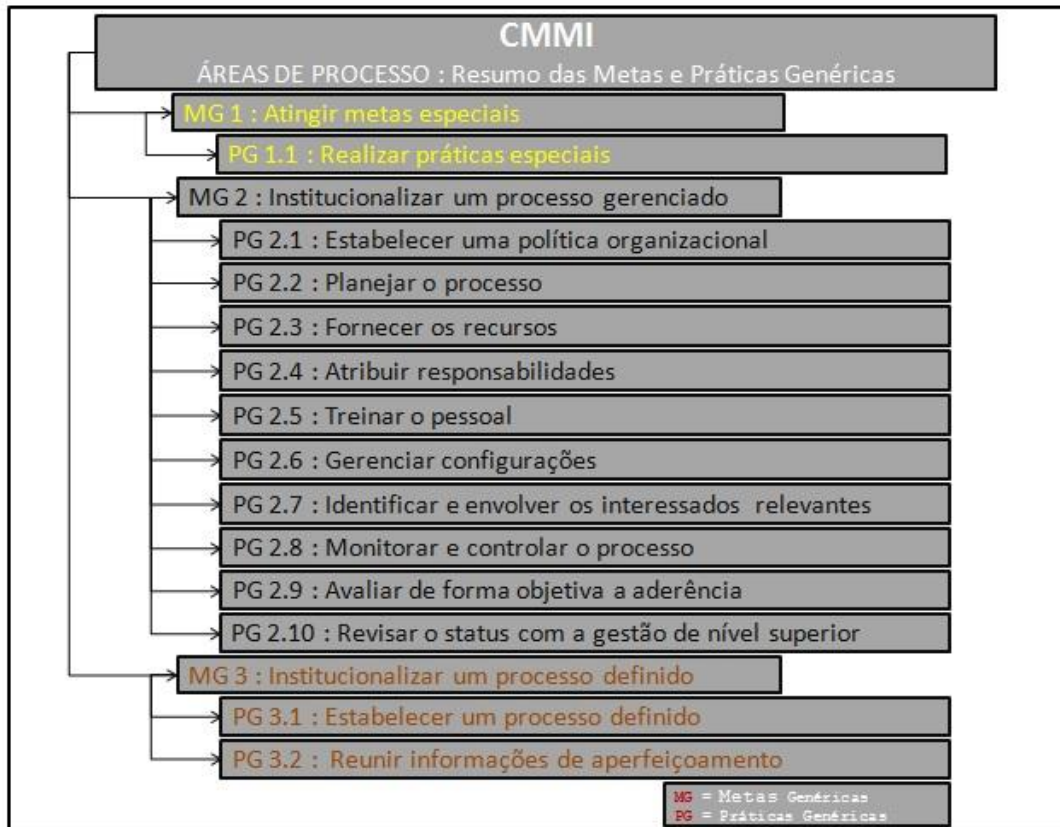 CMMI
ÁREAS DE PROCESSO : Resumo das Metas e Práticas Genéricas
MG 1 : Atingir metas especiais
PG 1.1 : Realizar práticas especiais
MG 2 : Institucionalizar um processo gerenciado
PG 2.1 : Estabelecer uma política organizacional
PG 2.2 : Planejar o processo
PG 2.3 : Fornecer os recursos
PG 2.4 : Atribuir responsabilidades
PG 2.5 : Treinar o pessoal
PG 2.6 : Gerenciar configurações
PG 2.7 : Identificar e envolver os interessados relevantes
PG 2.8 : Monitorar e controlar o processo
PG 2.9 : Avaliar de forma objetiva a aderência
PG 2.10 : Revisar o status com a gestão de nível superior
MG 3 : Institucionalizar um processo definido
PG 3.1 : Estabelecer um processo definido
PG 3.2 : Reunir informações de aperfeiçoamento
MG = Metas Genéricas
PG = Práticas Genéricas